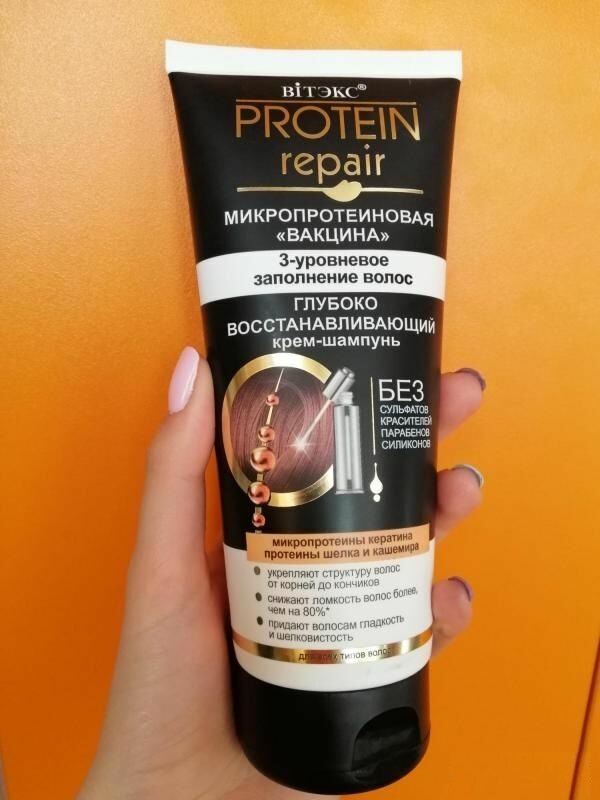 ВIТЭКС®
PROTEIN
repair
МИКРОПРОТЕИНОВАЯ
«ВАКЦИНА»
3-уровневое
заполнение волос
ГЛУБОКО
ВОССТАНАВЛИВАЮЩИЙ
крем-шампунь
БЕЗ
СУЛЬФАТОВ
КРАСИТЕЛЕЙ
ПАРАБЕНОВ
СИЛИКОНОВ
микропротеины кератина
протеины шелка и кашемира
• укрепляют структуру волос
от корней до кончиков
• снижают ломкость волос более,
чем на 80%*
• придают волосам гладкость
и шелковистость
для всех типов волос